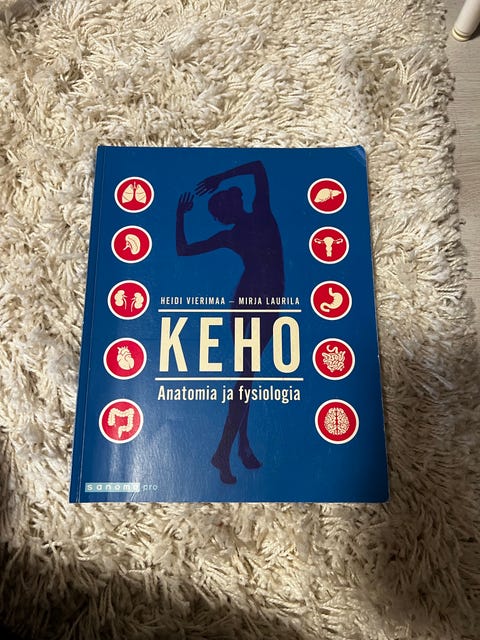 HEIDI VIERIMAA – MIRJA LAURILA
KEHO
Anatomia ja fysiologia
sanoma pro